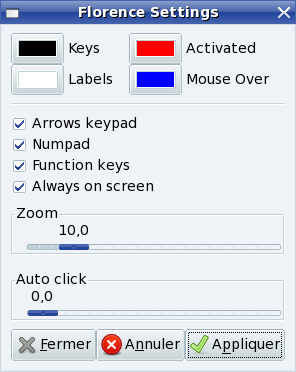 Florence Settings
Keys Activated
Labels Mouse Over
Arrows keypad
Numpad
Function keys
Always on screen
Zoom
10,0
Auto click
0,0
Fermer Annuler Appliquer